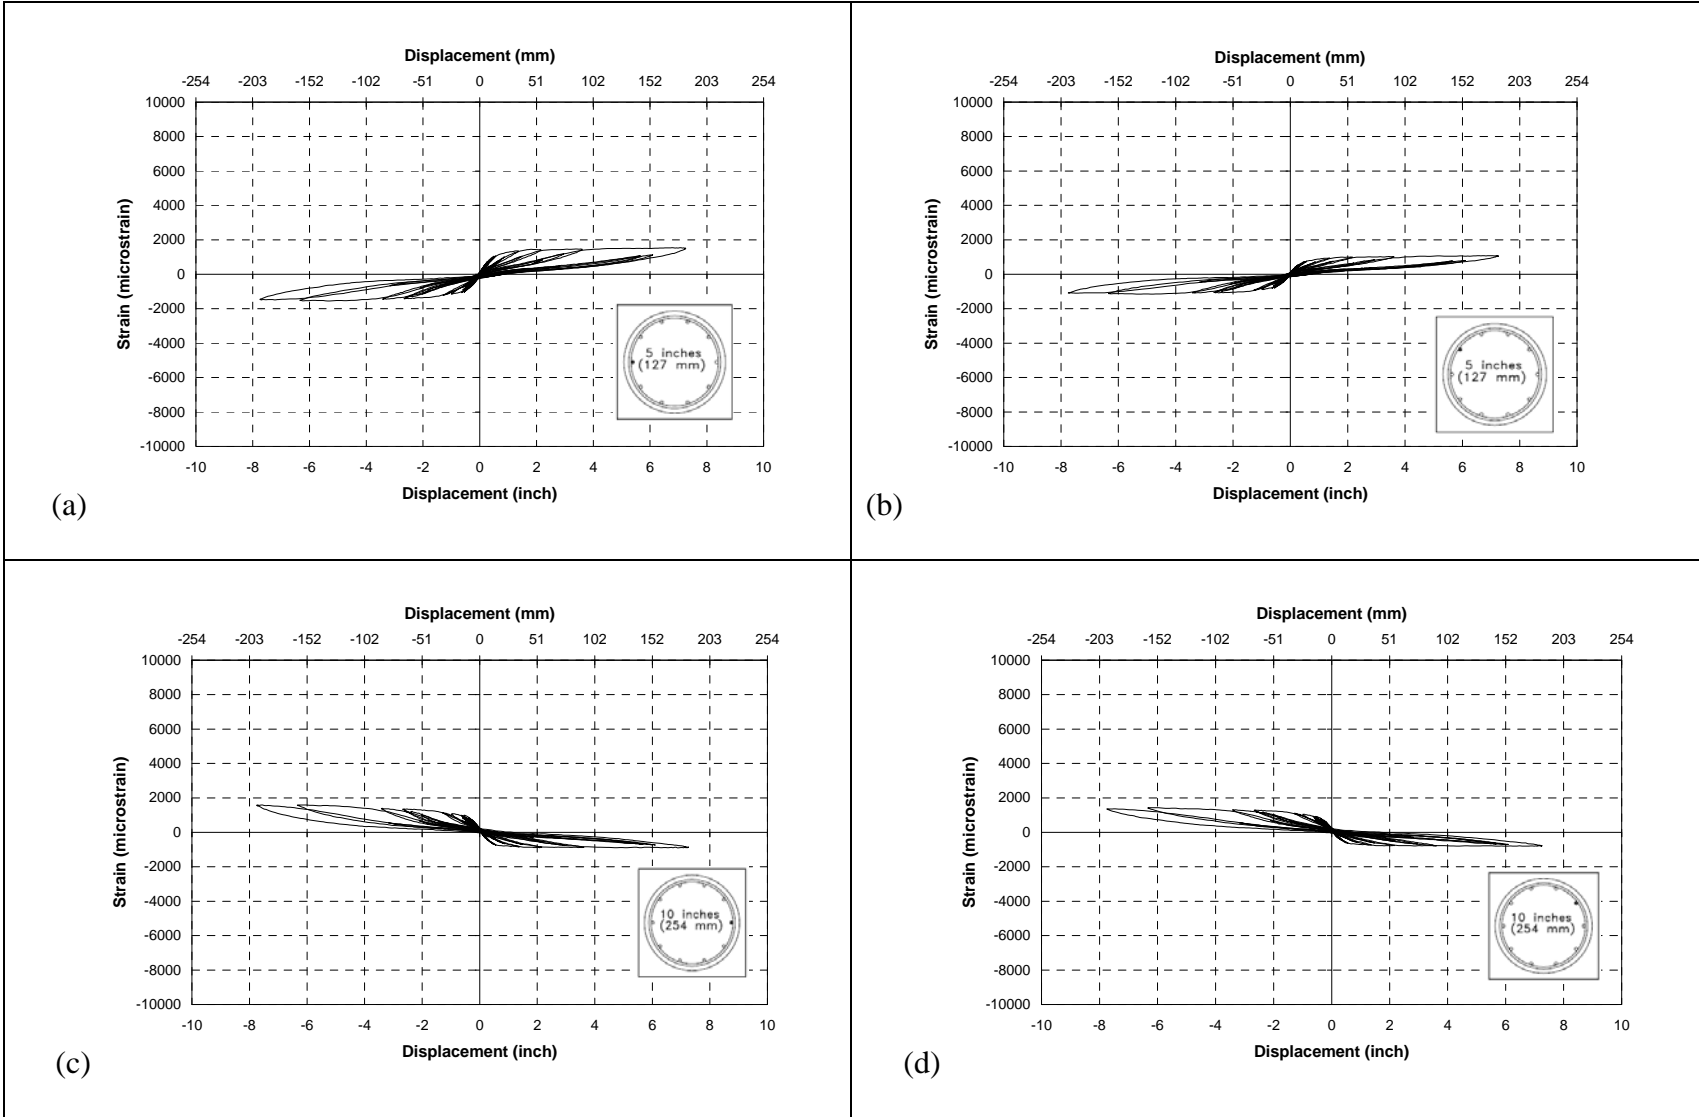 Displacement (mm)
-254 -203 -152 -102 -51 0 51 102 152 203 254
10000
8000
6000
4000
2000
0
-2000
-4000
-6000
-8000
-10000
Strain (microstrain)
5 inches
(127 mm)
-10 -8 -6 -4 -2 0 2 4 6 8 10
Displacement (inch)
(a)
Displacement (mm)
-254 -203 -152 -102 -51 0 51 102 152 203 254
10000
8000
6000
4000
2000
0
-2000
-4000
-6000
-8000
-10000
Strain (microstrain)
5 inches
(127 mm)
-10 -8 -6 -4 -2 0 2 4 6 8 10
Displacement (inch)
(b)
Displacement (mm)
-254 -203 -152 -102 -51 0 51 102 152 203 254
10000
8000
6000
4000
2000
0
-2000
-4000
-6000
-8000
-10000
Strain (microstrain)
10 inches
(254 mm)
-10 -8 -6 -4 -2 0 2 4 6 8 10
Displacement (inch)
(c)
Displacement (mm)
-254 -203 -152 -102 -51 0 51 102 152 203 254
10000
8000
6000
4000
2000
0
-2000
-4000
-6000
-8000
-10000
Strain (microstrain)
10 inches
(254 mm)
-10 -8 -6 -4 -2 0 2 4 6 8 10
Displacement (inch)
(d)